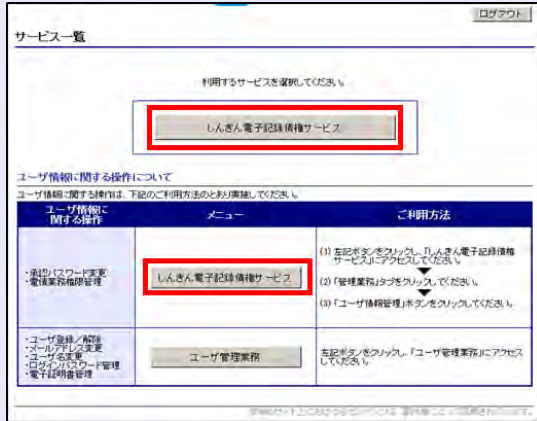 ログアウト
サービス一覧
利用するサービスを選択してください。
しんきん電子記録債権サービス
ユーザ情報に関する操作について
ユーザ情報に関する操作は、下記のご利用方法のとおり実施してください。
ユーザ情報に
関する操作
メニュー
ご利用方法
・承認パスワード変更
・電債業務権限管理
しんきん電子記録債権サービス
(1) 左記ボタンをクリックし、「しんきん電子記録債権
サービス」にアクセスしてください。
(2) 「管理業務」タブをクリックしてください。
(3) 「ユーザ情報管理」ボタンをクリックしてください。
・ユーザ登録/解除
・メールアドレス変更
・ユーザ名変更
・ログインパスワード管理
・電子証明書管理
ユーザ管理業務
左記ボタンをクリックし、「ユーザ管理業務」にアクセス
してください。